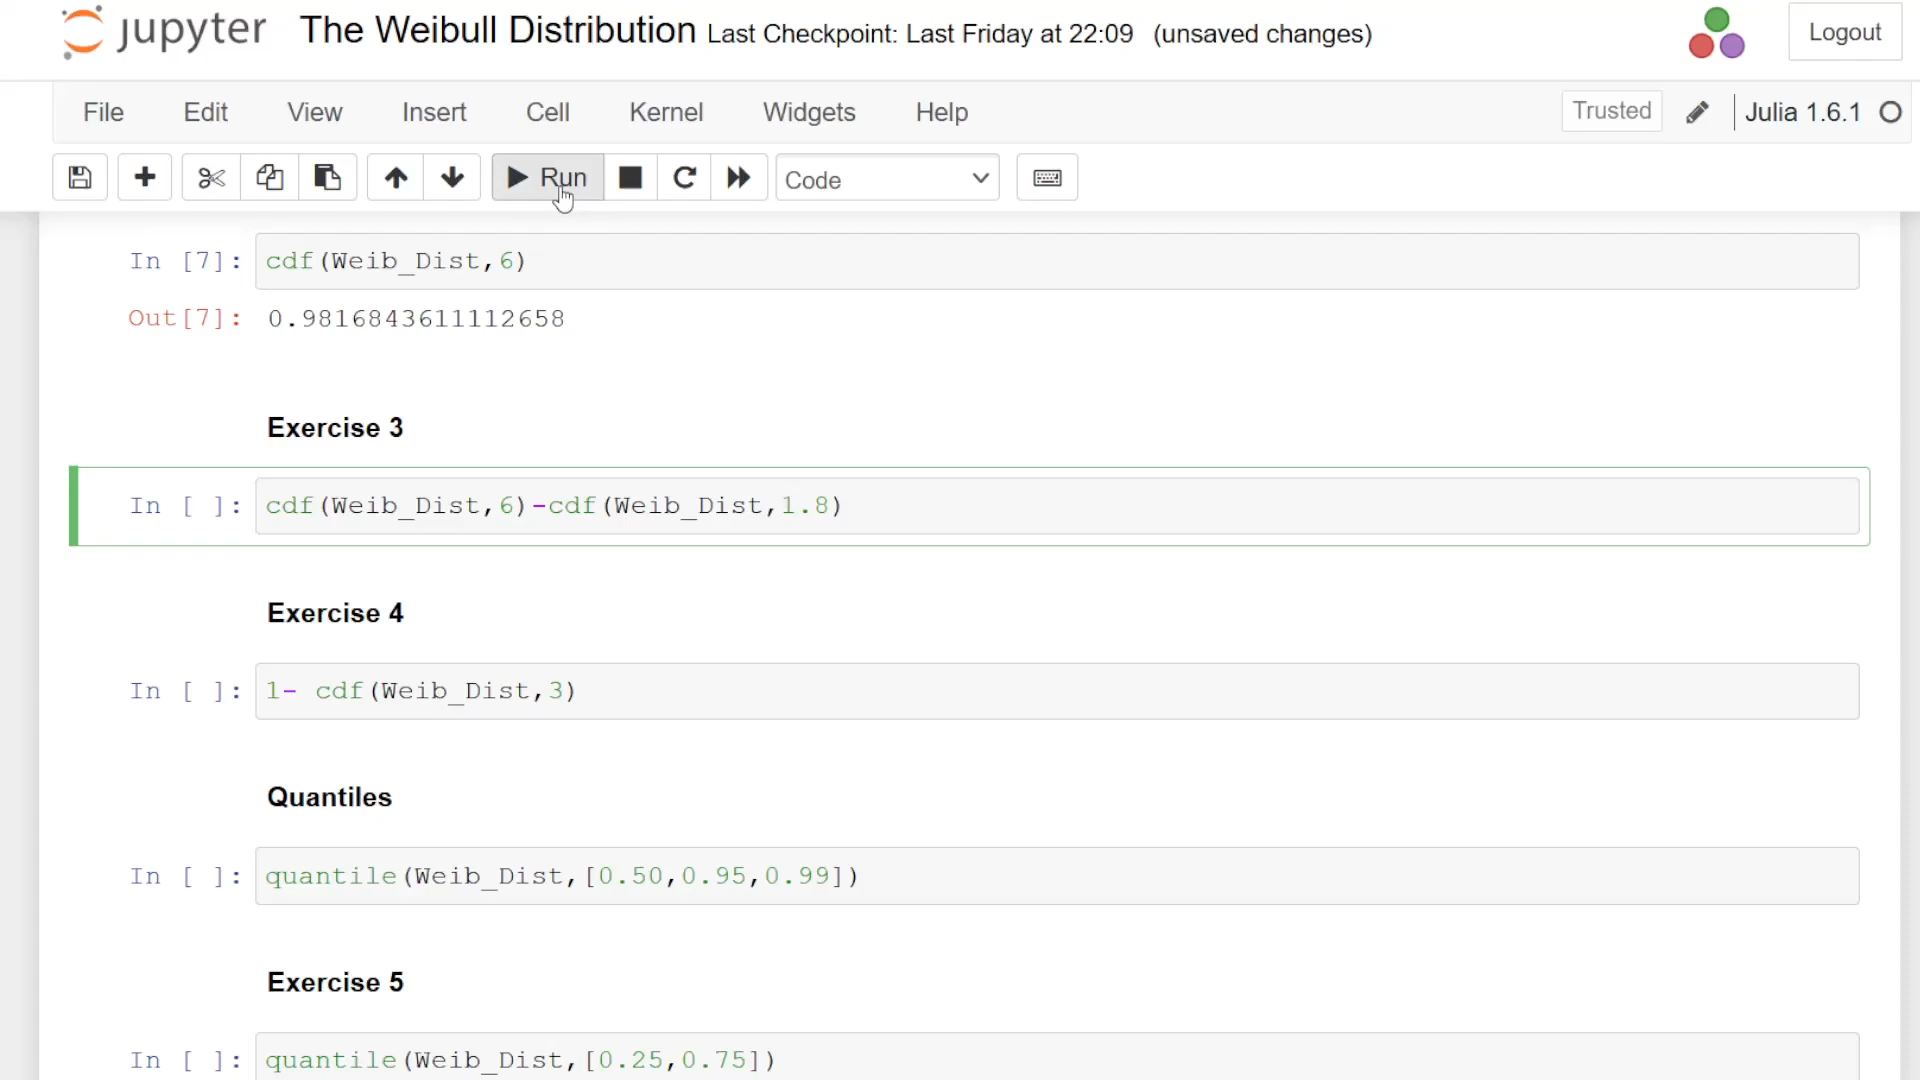 jupyter The Weibull Distribution Last Checkpoint: Last Friday at 22:09 (unsaved changes) Logout
File Edit View Insert Cell Kernel Widgets Help Trusted Julia 1.6.1
Run Code
In [7]: cdf(Weib_Dist,6)
Out[7]: 0.9816843611112658
Exercise 3
In [ ]: cdf(Weib_Dist,6)-cdf(Weib_Dist,1.8)
Exercise 4
In [ ]: 1- cdf(Weib_Dist,3)
Quantiles
In [ ]: quantile(Weib_Dist,[0.50,0.95,0.99])
Exercise 5
In [ ]: quantile(Weib_Dist,[0.25,0.75])